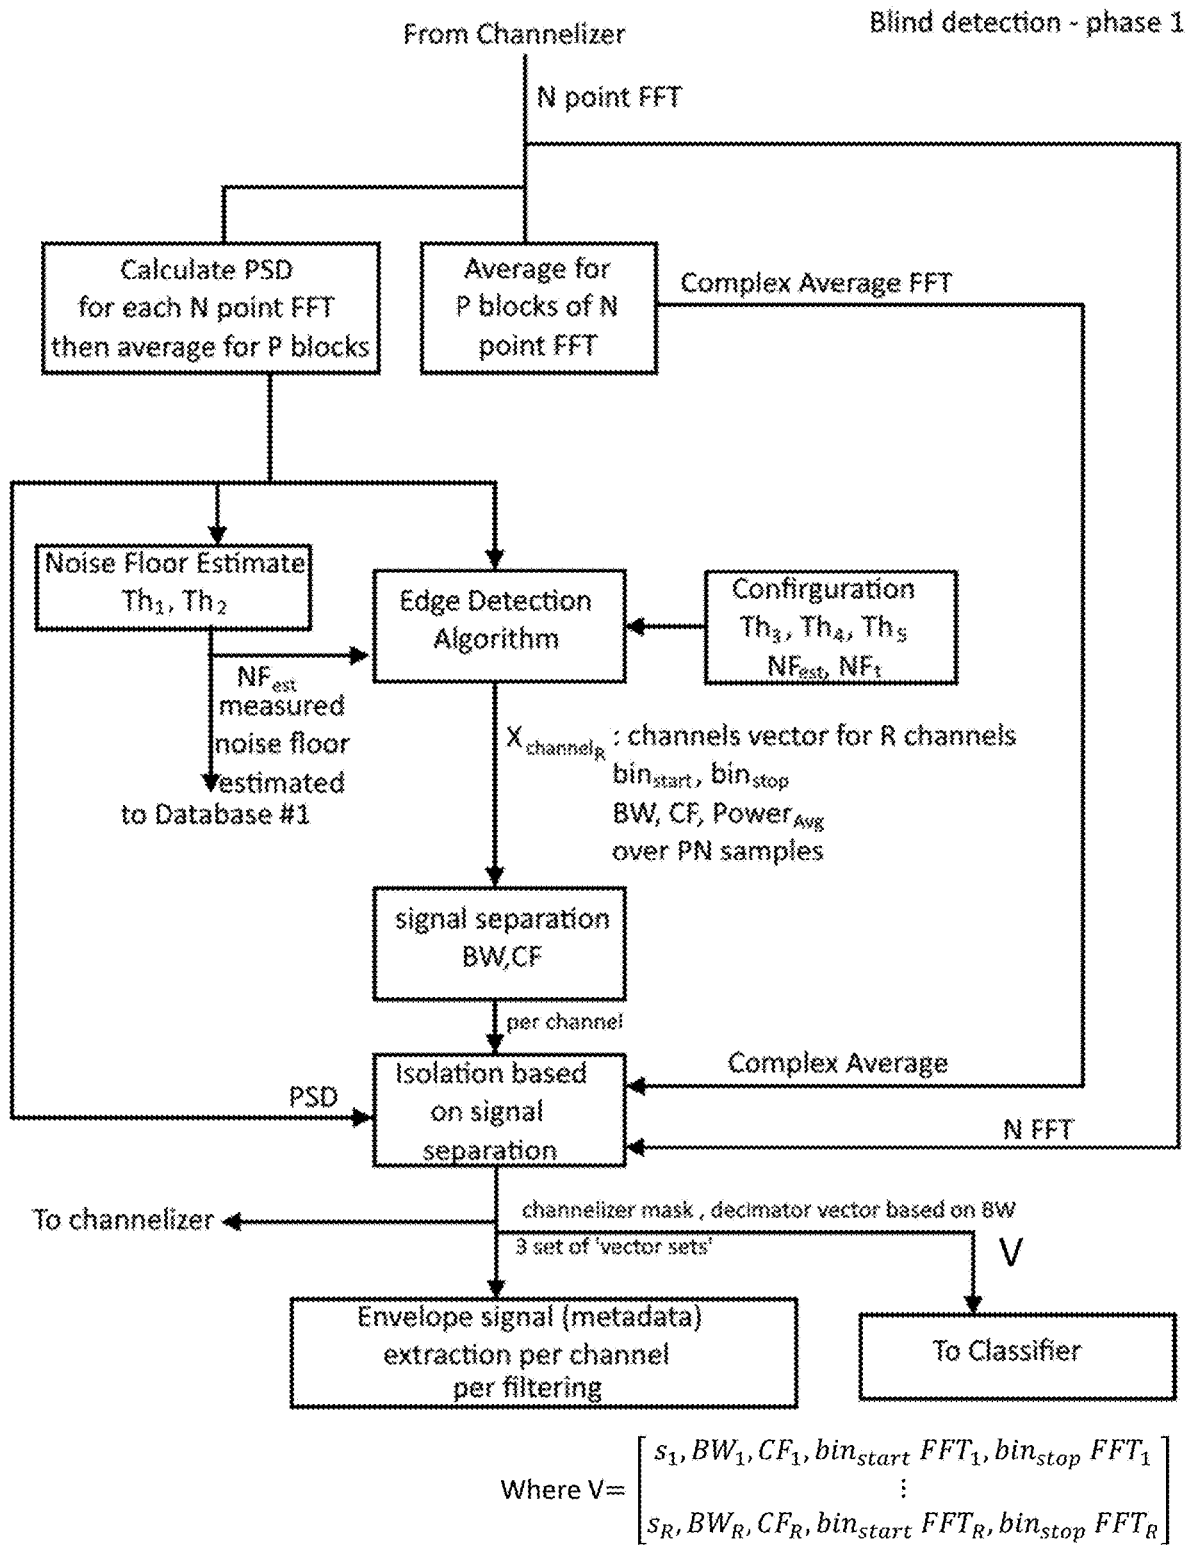 Blind detection - phase 1
From Channelizer
N point FFT
Calculate PSD
for each N point FFT
then average for P blocks
Average for
P blocks of N
point FFT
Complex Average FFT
Noise Floor Estimate
Th1, Th2
Edge Detection
Algorithm
Confirguration
Th3, Th4, Th5
NFest, NFt
NFest
measured
noise floor
estimated
to Database #1
XchannelR : channels vector for R channels
binstart, binstop
BW, CF, PowerAvg
over PN samples
signal separation
BW,CF
per channel
Isolation based
on signal
separation
PSD
Complex Average
N FFT
To channelizer
channelizer mask , decimator vector based on BW
3 set of 'vector sets'
V
Envelope signal (metadata)
extraction per channel
per filtering
To Classifier
Where V=
s1, BW1, CF1, binstart FFT1, binstop FFT1
⋮
sR, BWR, CFR, binstart FFTR, binstop FFTR